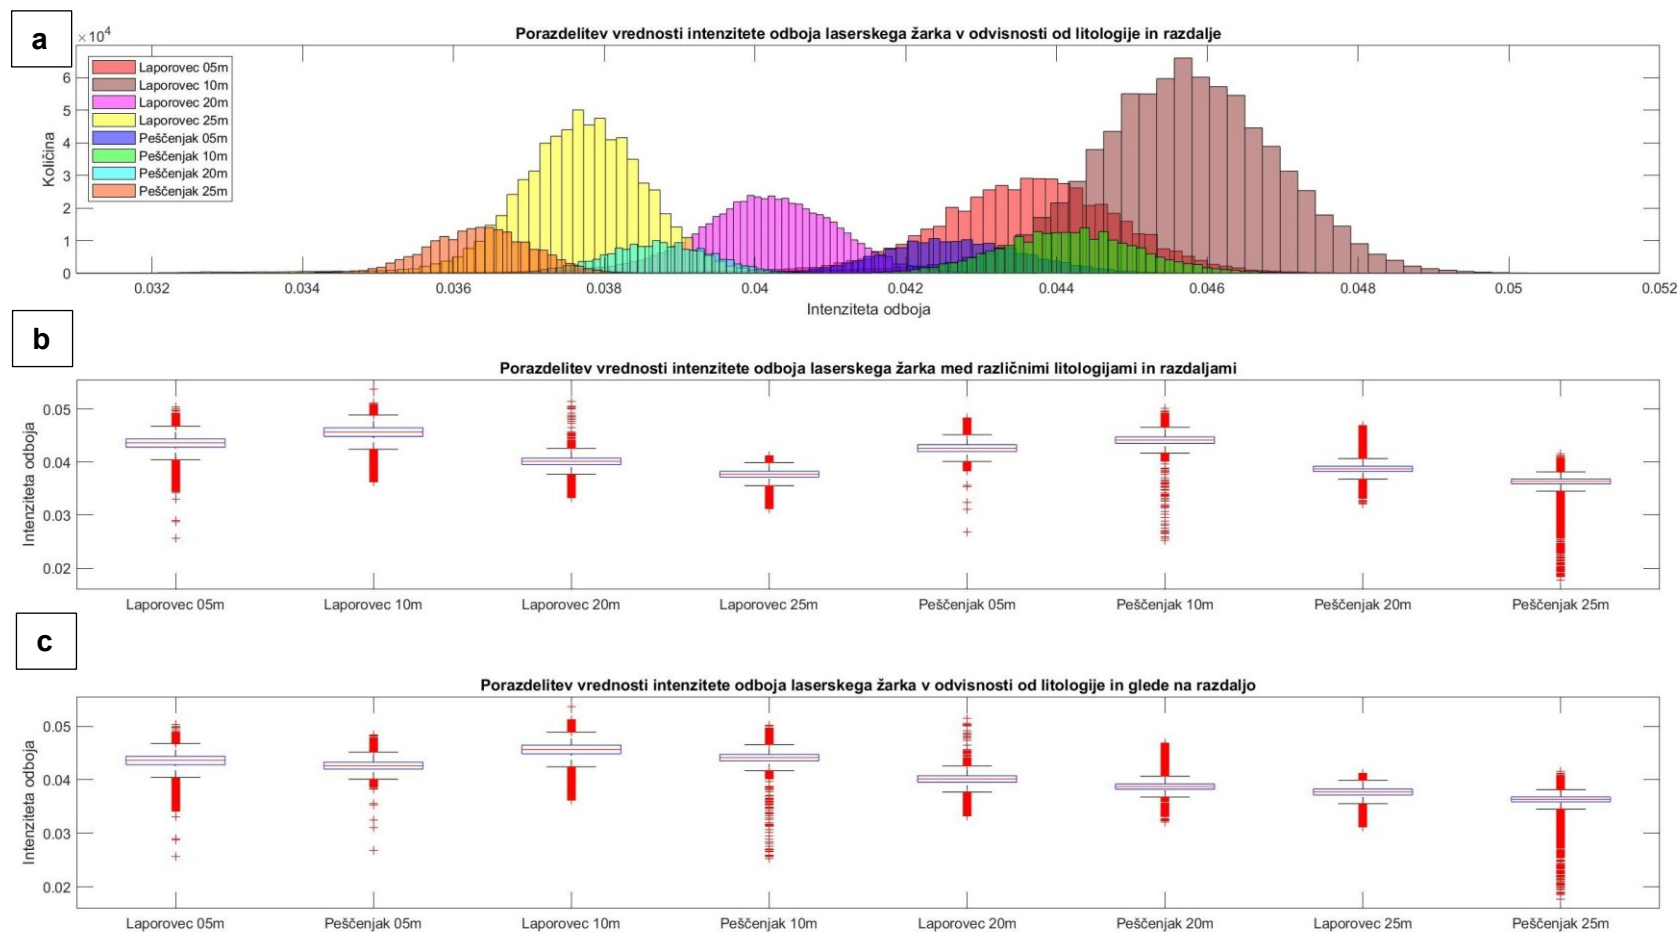 a
×10⁴
Porazdelitev vrednosti intenzitete odboja laserskega žarka v odvisnosti od litologije in razdalje
Laporovec 05m
Laporovec 10m
Laporovec 20m
Laporovec 25m
Peščenjak 05m
Peščenjak 10m
Peščenjak 20m
Peščenjak 25m
Količina
6
5
4
3
2
1
0
0.032 0.034 0.036 0.038 0.04 0.042 0.044 0.046 0.048 0.05 0.052
Intenziteta odboja
b
Porazdelitev vrednosti intenzitete odboja laserskega žarka med različnimi litologijami in razdaljami
Intenziteta odboja
0.05
0.04
0.03
0.02
Laporovec 05m Laporovec 10m Laporovec 20m Laporovec 25m Peščenjak 05m Peščenjak 10m Peščenjak 20m Peščenjak 25m
c
Porazdelitev vrednosti intenzitete odboja laserskega žarka v odvisnosti od litologije in glede na razdaljo
Intenziteta odboja
0.05
0.04
0.03
0.02
Laporovec 05m Peščenjak 05m Laporovec 10m Peščenjak 10m Laporovec 20m Peščenjak 20m Laporovec 25m Peščenjak 25m